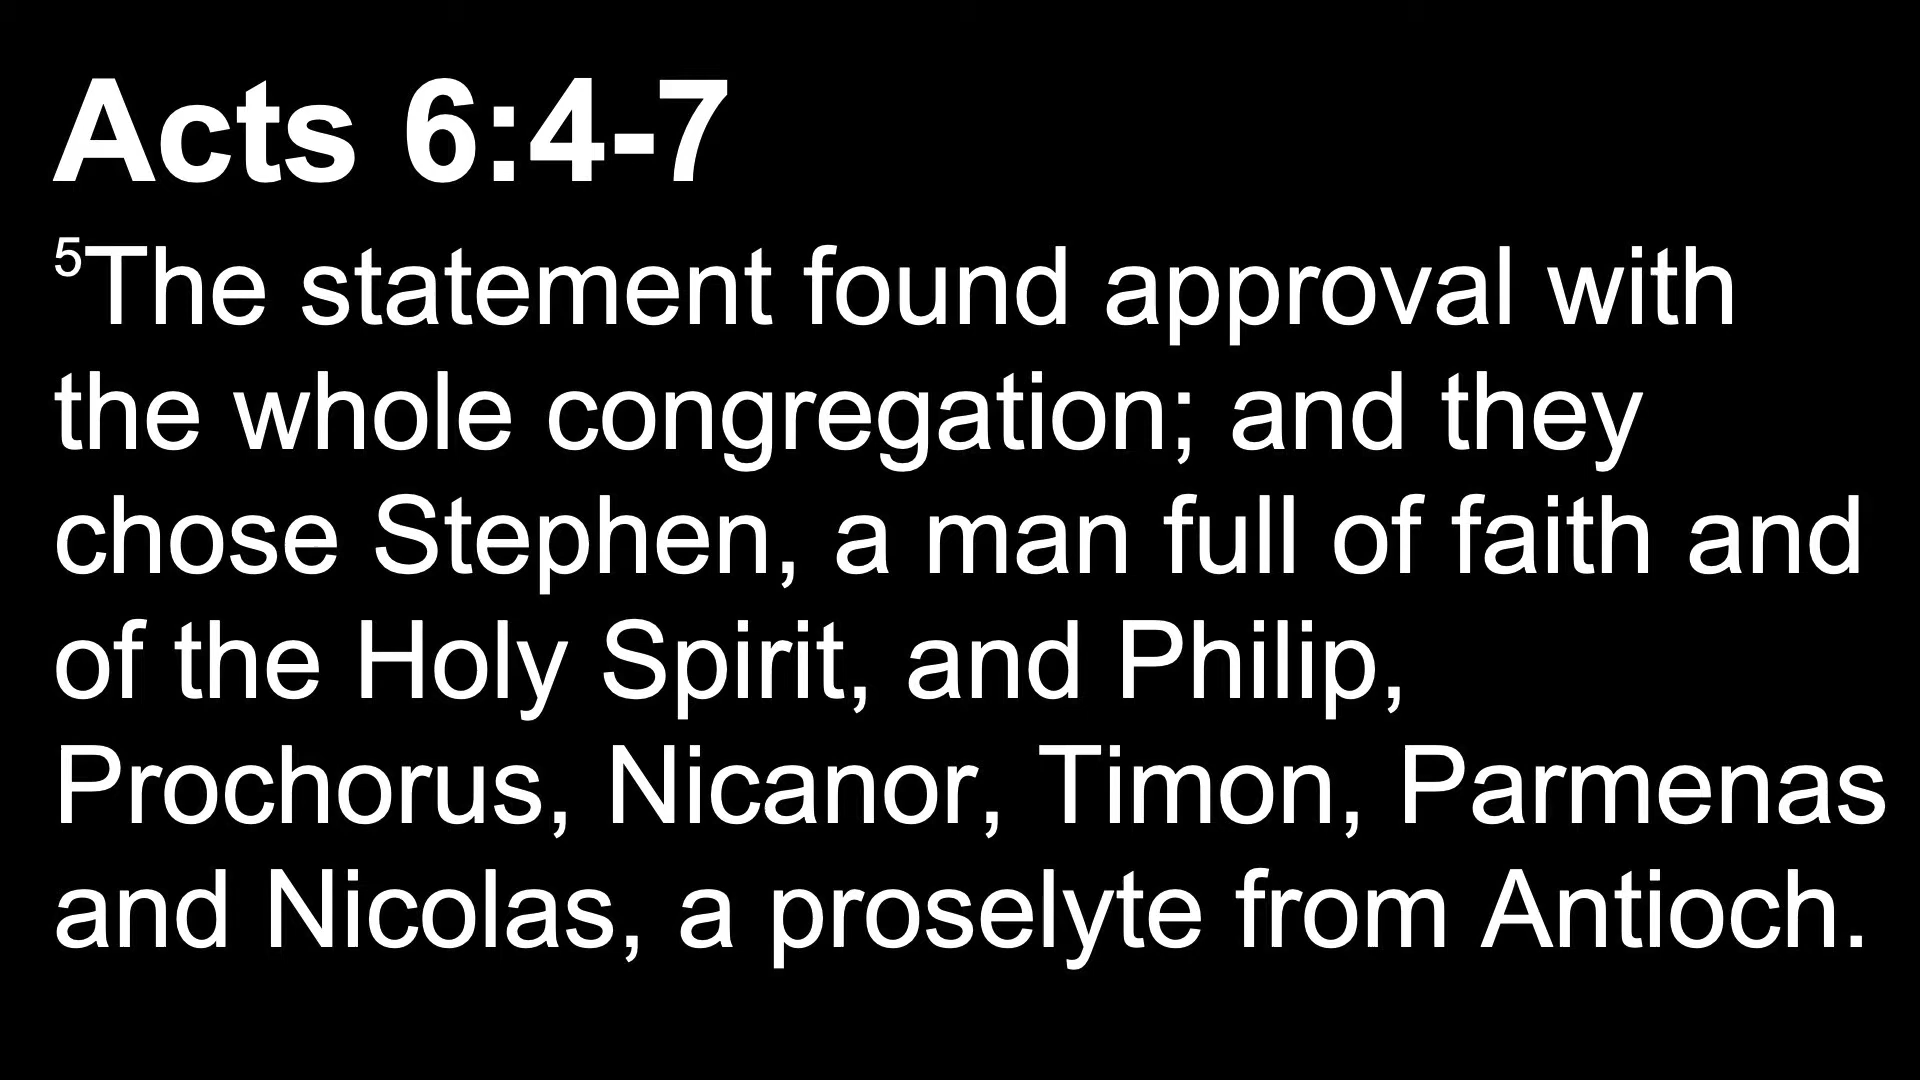 Acts 6:4-7
⁵The statement found approval with
the whole congregation; and they
chose Stephen, a man full of faith and
of the Holy Spirit, and Philip,
Prochorus, Nicanor, Timon, Parmenas
and Nicolas, a proselyte from Antioch.